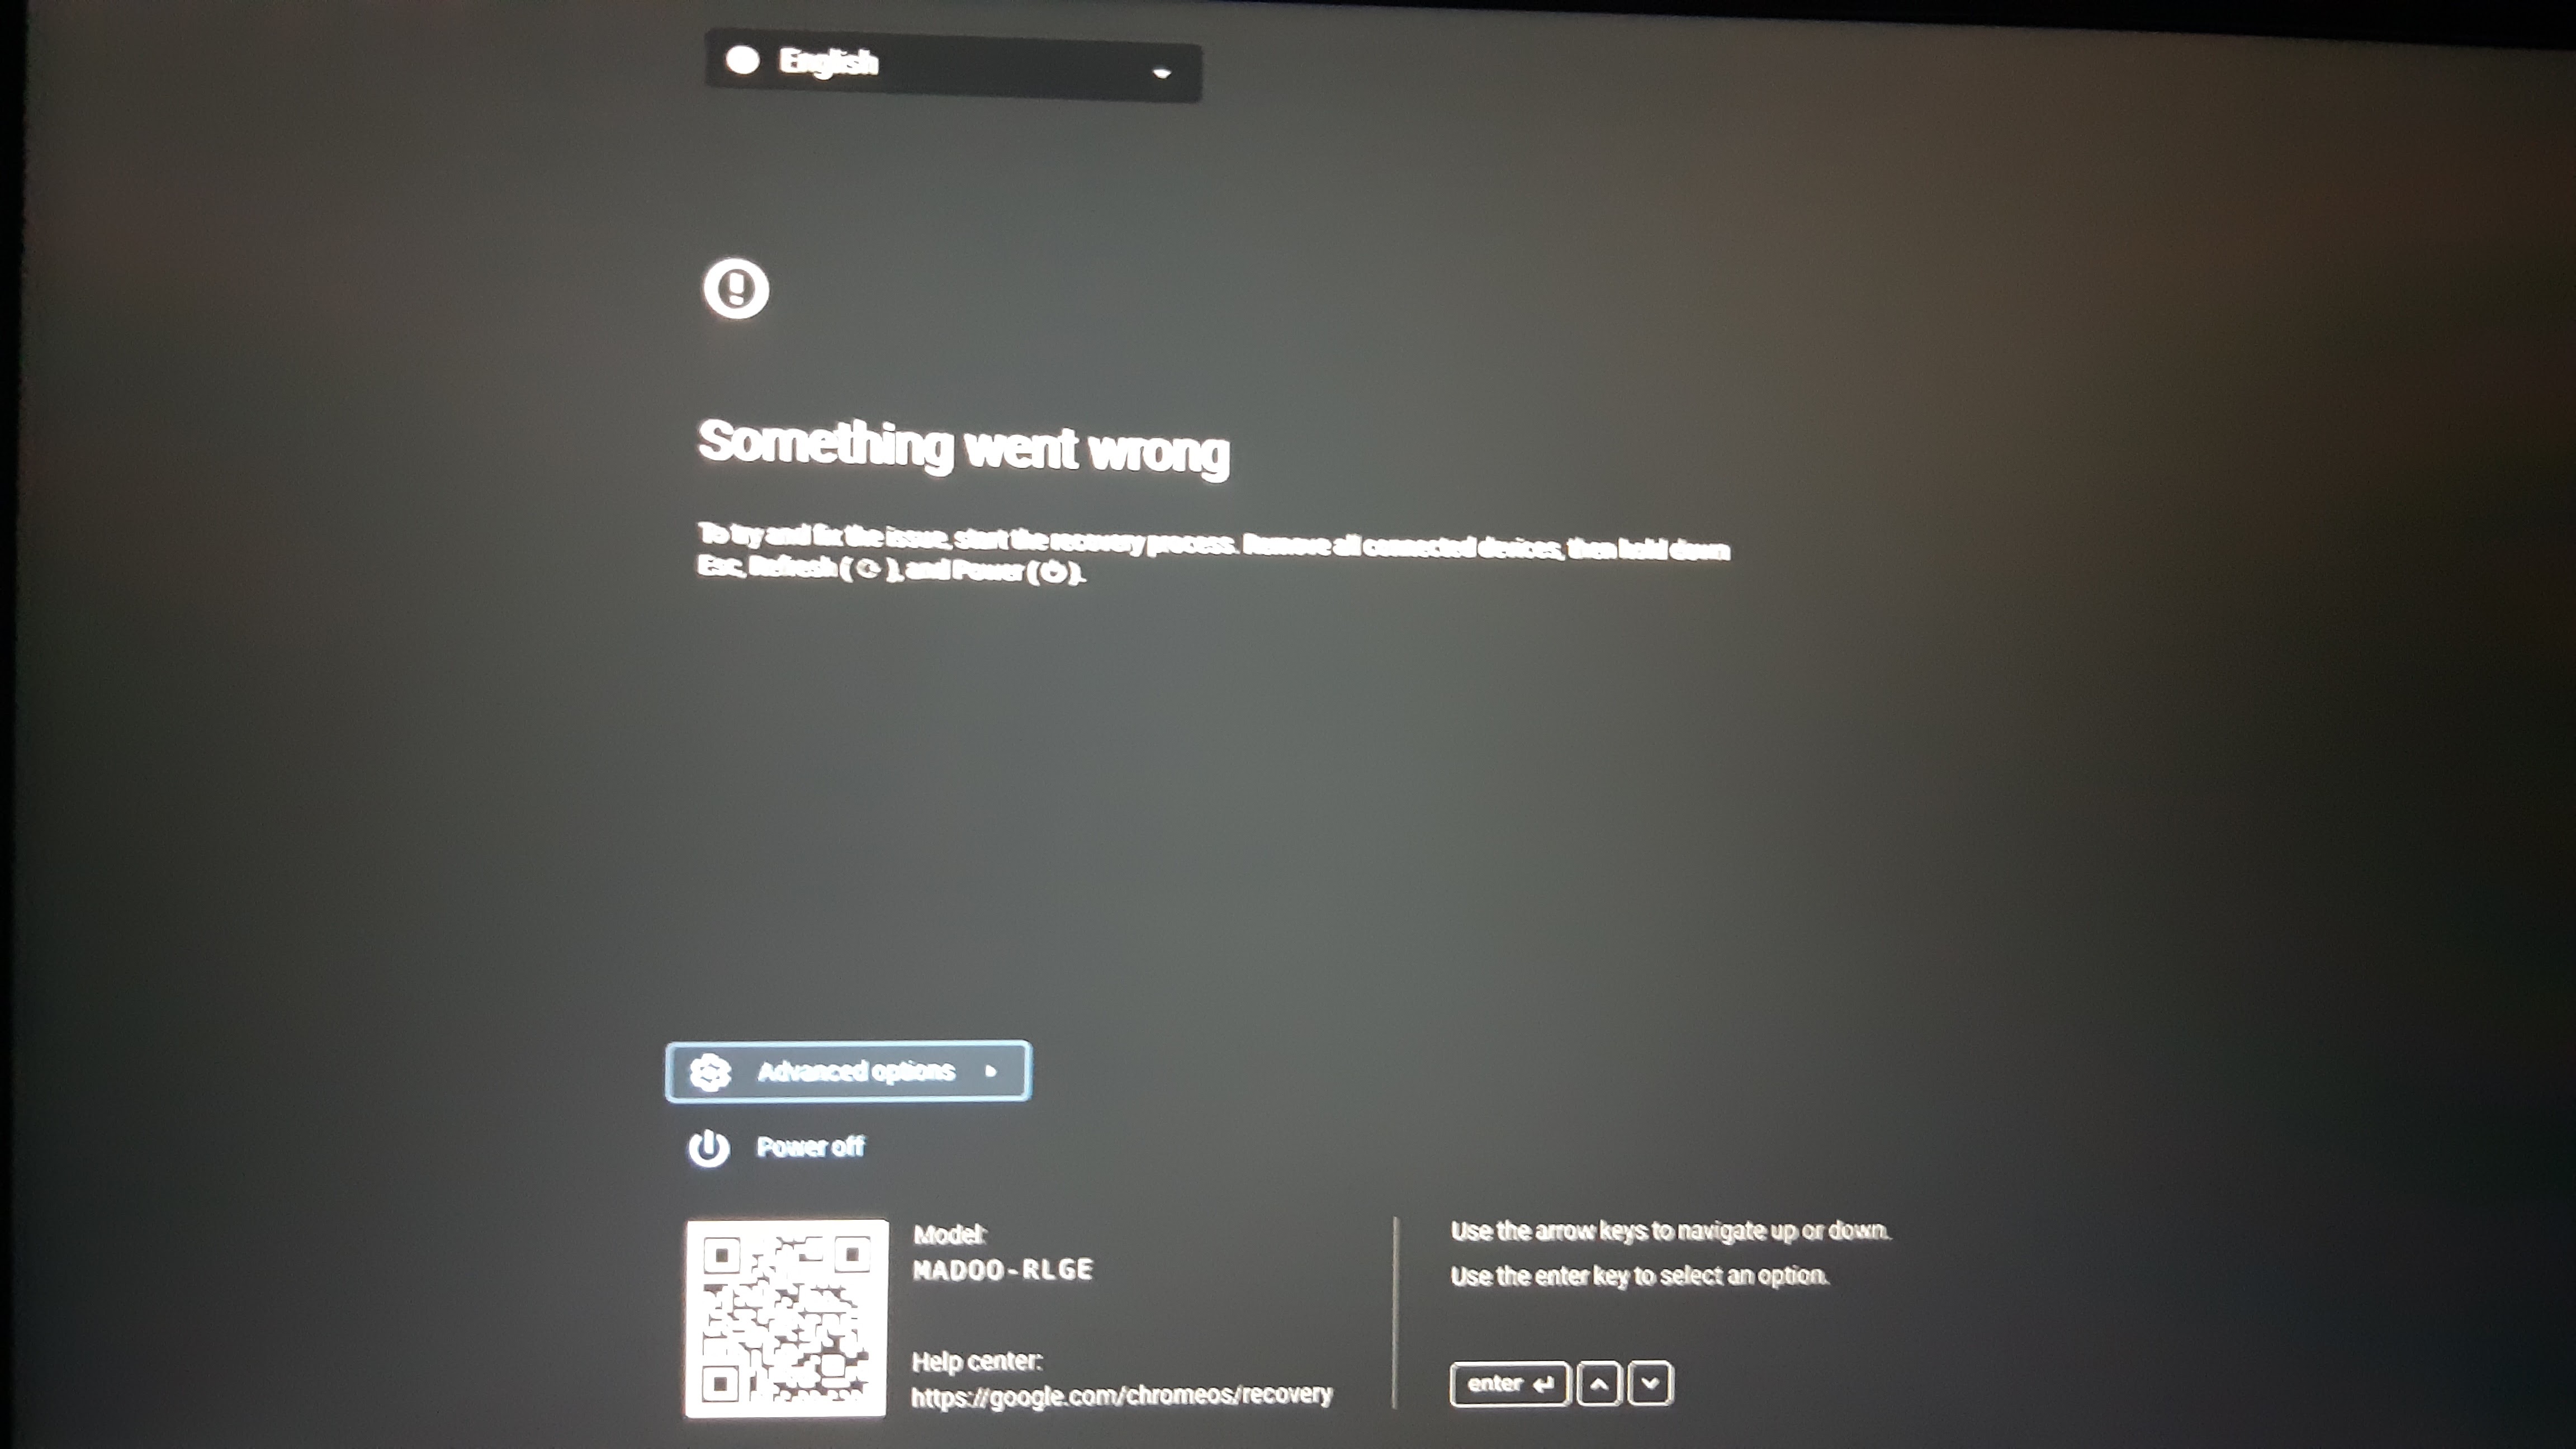 English
Something went wrong
To try and fix the issue, start the recovery process. Remove all connected devices, then hold down
Esc, Refresh ( ), and Power ( ).
Advanced options
Power off
Model:
MADOO-RLGE
Help center:
https://google.com/chromeos/recovery
Use the arrow keys to navigate up or down.
Use the enter key to select an option.
enter